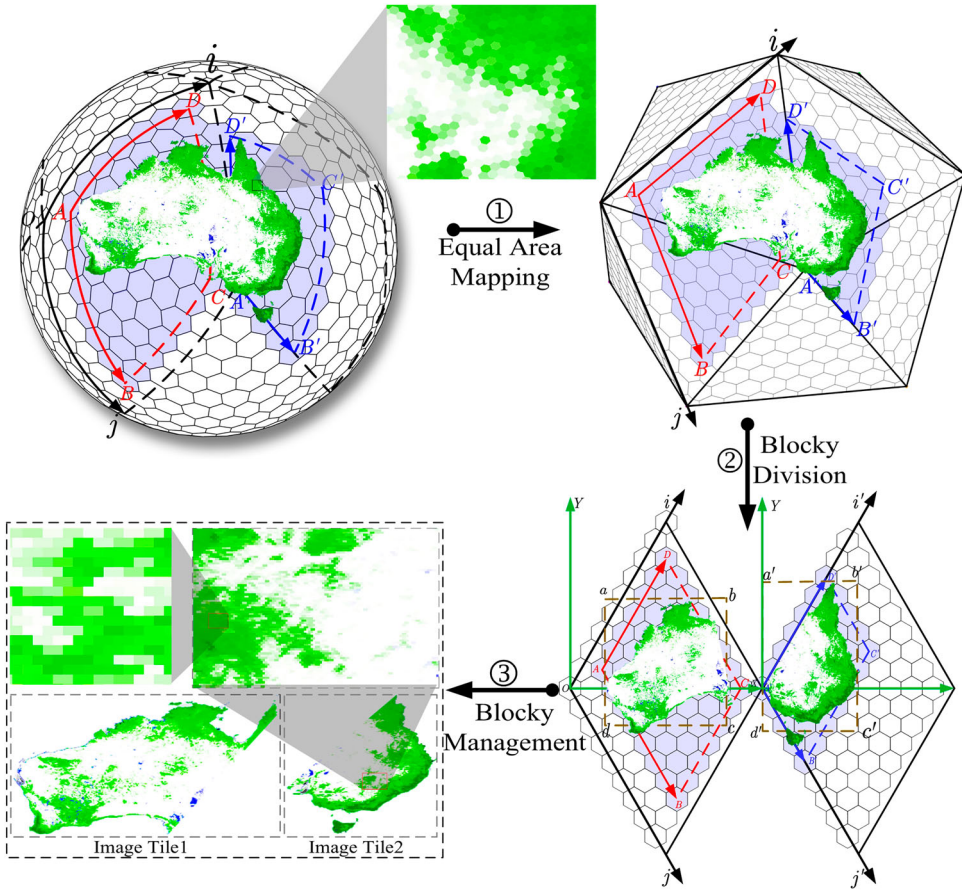 i
D
D'
C'
O
A
C
A'
B'
B
j
①
Equal Area
Mapping
i
D
D'
C'
A
C
A'
B'
B
j
②
Blocky
Division
③
Blocky
Management
Y
i
D
a
b
A
O
C
d
c
B
j
Y
i'
a'
b'
D'
C'
d'
c'
B'
j'
Image Tile1
Image Tile2